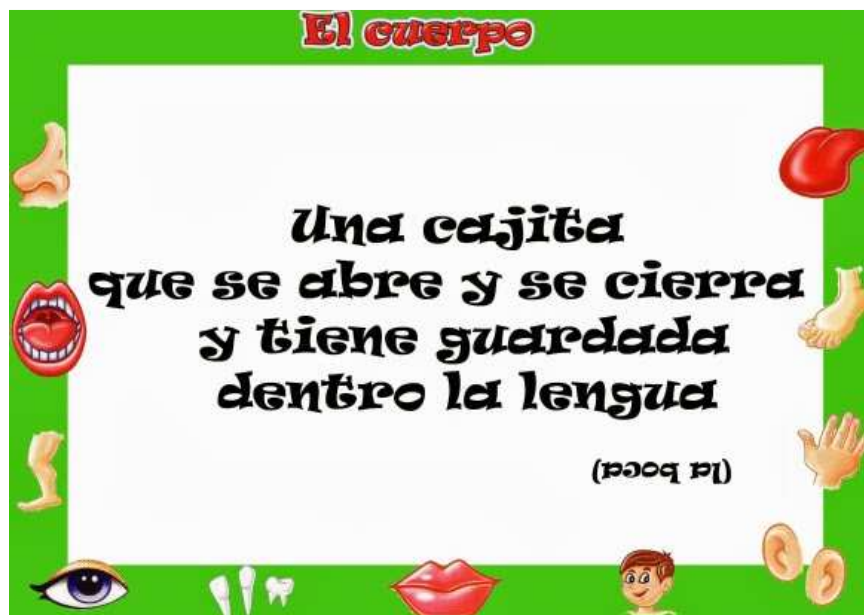 El cuerpo
Una cajita
que se abre y se cierra
y tiene guardada
dentro la lengua
(la boca)